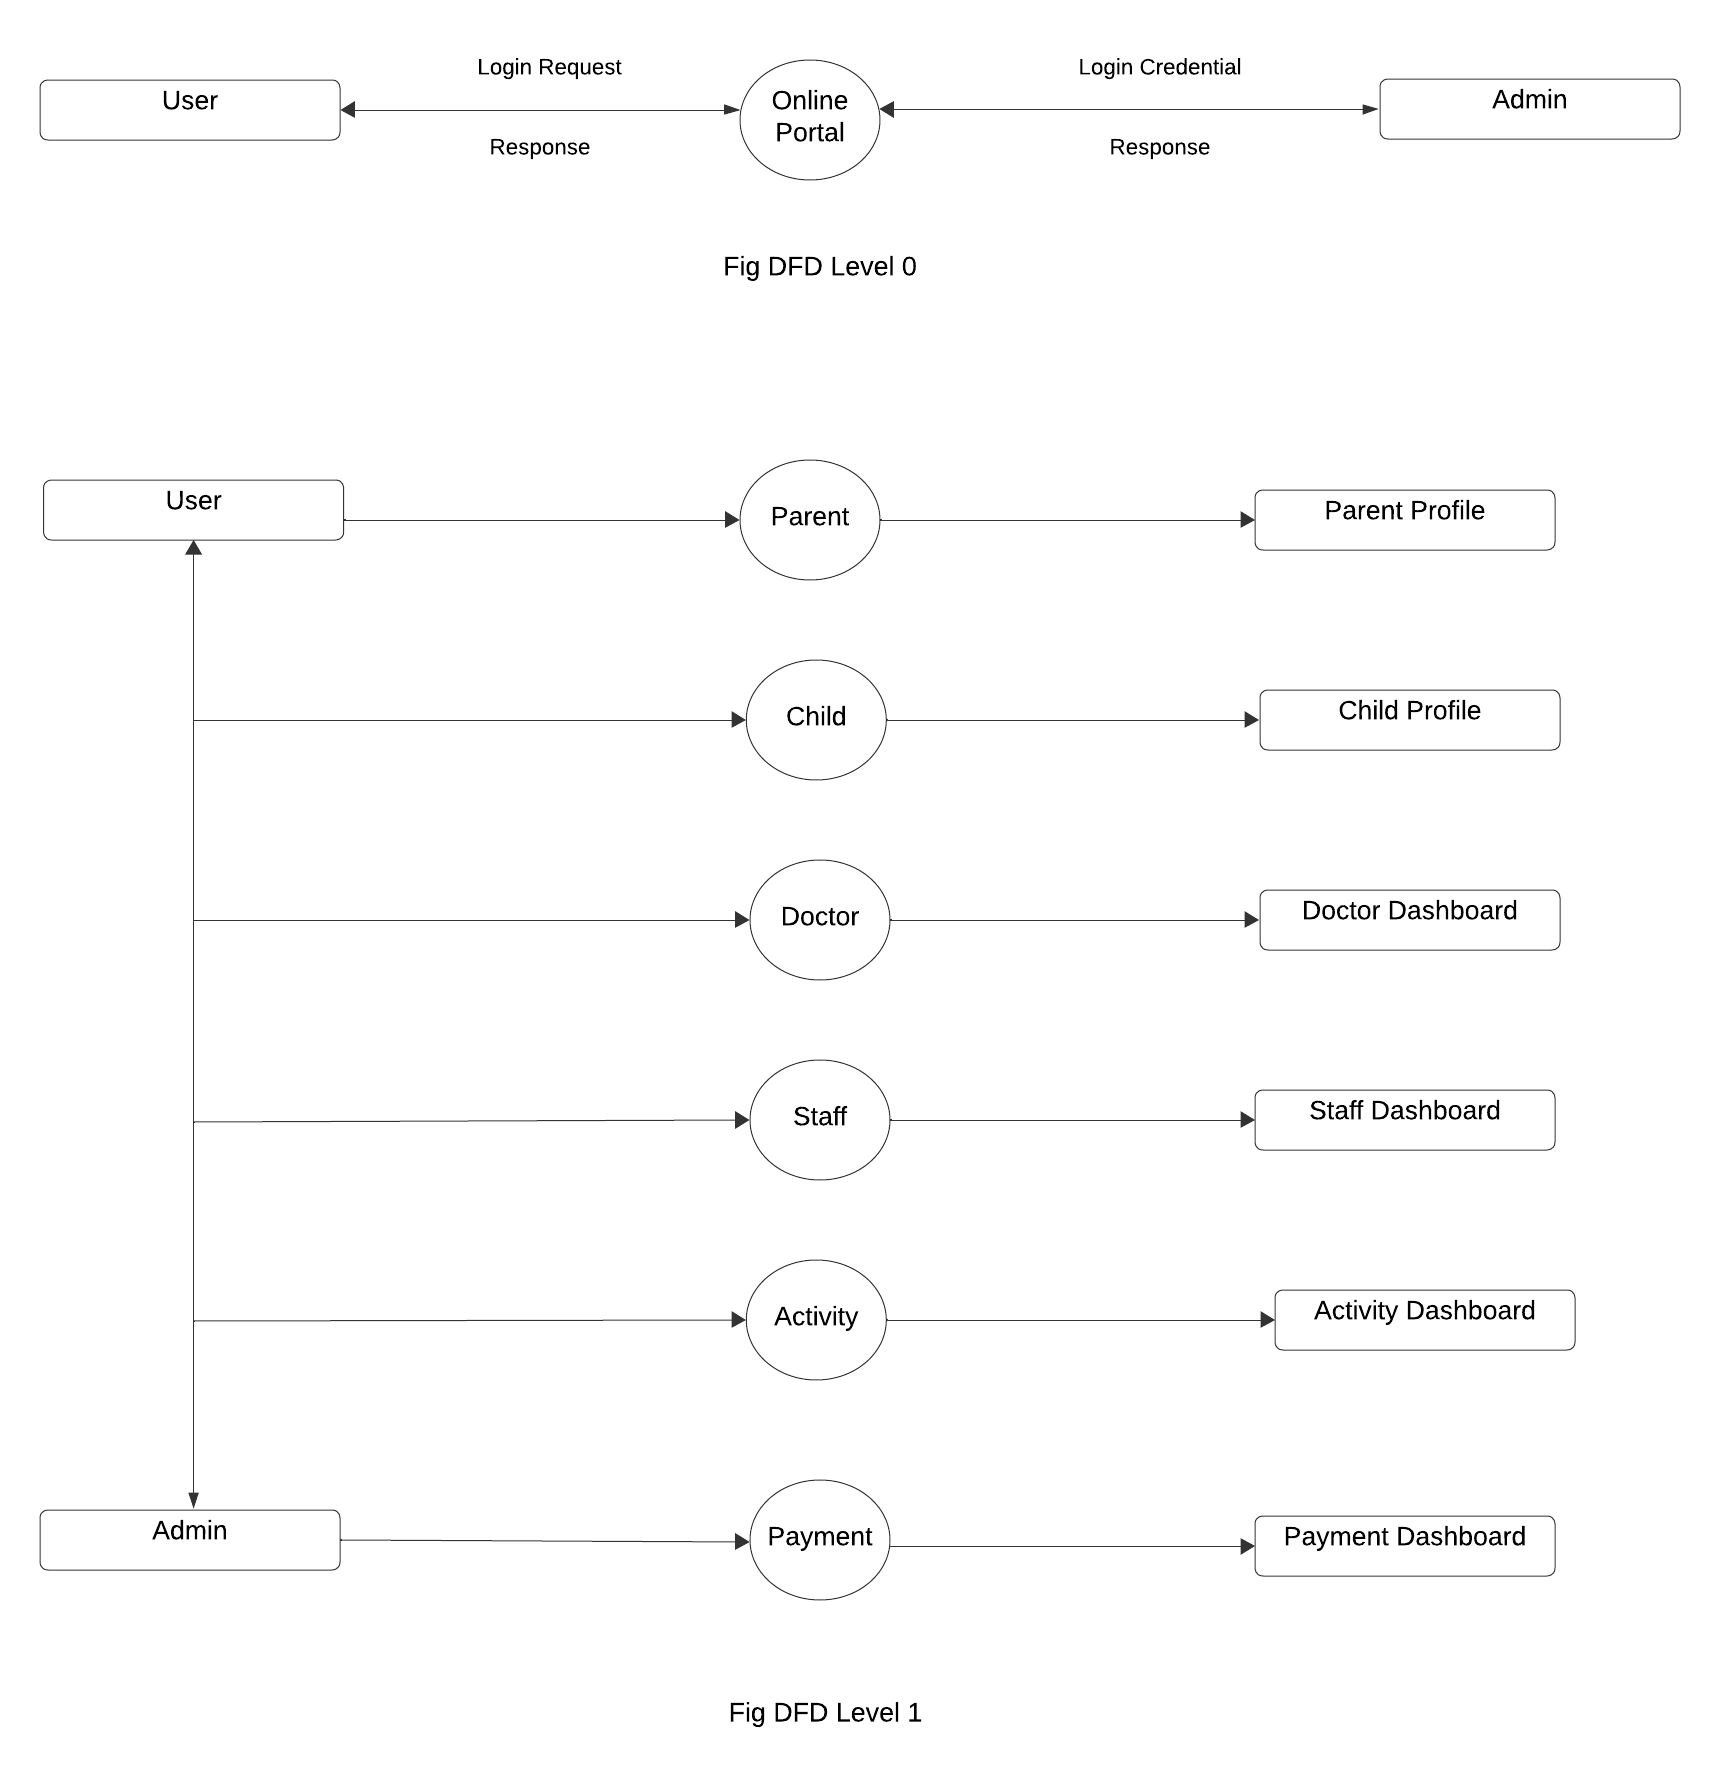 Login Request
Login Credential
User
Online
Portal
Admin
Response
Response
Fig DFD Level 0
User
Parent
Parent Profile
Child
Child Profile
Doctor
Doctor Dashboard
Staff
Staff Dashboard
Activity
Activity Dashboard
Admin
Payment
Payment Dashboard
Fig DFD Level 1